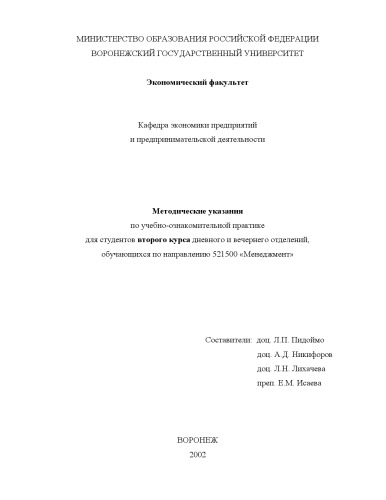 МИНИСТЕРСТВО ОБРАЗОВАНИЯ РОССИЙСКОЙ ФЕДЕРАЦИИ
ВОРОНЕЖСКИЙ ГОСУДАРСТВЕННЫЙ УНИВЕРСИТЕТ
Экономический факультет
Кафедра экономики предприятий
и предпринимательской деятельности
Методические указания
по учебно-ознакомительной практике
для студентов второго курса дневного и вечернего отделений,
обучающихся по направлению 521500 «Менеджмент»
Составители: доц. Л.П. Пидоймо
доц. А.Д. Никифоров
доц. Л.Н. Лихачева
преп. Е.М. Исаева
ВОРОНЕЖ
2002